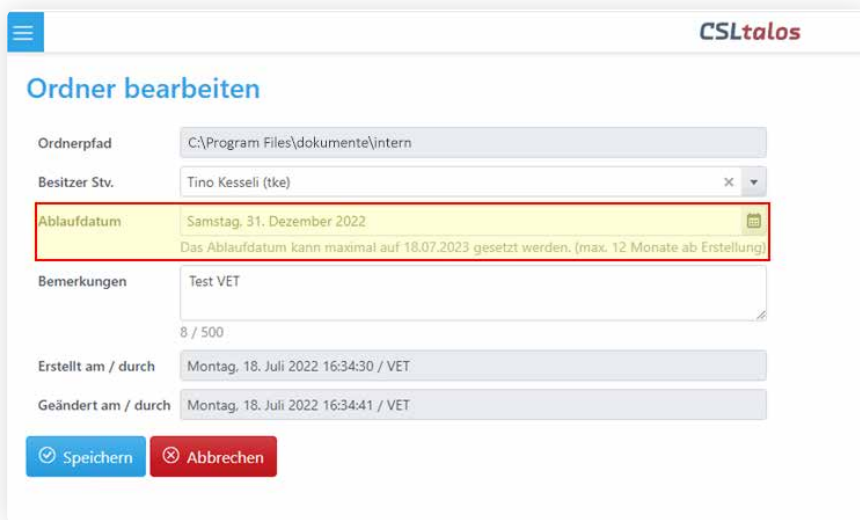 CSLtalos
Ordner bearbeiten
Ordnerpfad C:\Program Files\dokumente\intern
Besitzer Stv. Tino Kesseli (tke)
Ablaufdatum Samstag, 31. Dezember 2022
Das Ablaufdatum kann maximal auf 18.07.2023 gesetzt werden. (max. 12 Monate ab Erstellung)
Bemerkungen Test VET
8 / 500
Erstellt am / durch Montag, 18. Juli 2022 16:34:30 / VET
Geändert am / durch Montag, 18. Juli 2022 16:34:41 / VET
Speichern Abbrechen